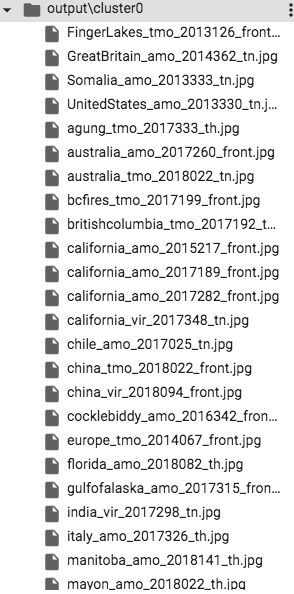 output\cluster0
FingerLakes_tmo_2013126_front...
GreatBritain_amo_2014362_tn.jpg
Somalia_amo_2013333_tn.jpg
UnitedStates_amo_2013330_tn.j...
agung_tmo_2017333_th.jpg
australia_amo_2017260_front.jpg
australia_tmo_2018022_tn.jpg
bcfires_tmo_2017199_front.jpg
britishcolumbia_tmo_2017192_t...
california_amo_2015217_front.jpg
california_amo_2017189_front.jpg
california_amo_2017282_front.jpg
california_vir_2017348_tn.jpg
chile_amo_2017025_tn.jpg
china_tmo_2018022_front.jpg
china_vir_2018094_front.jpg
cocklebiddy_amo_2016342_fron...
europe_tmo_2014067_front.jpg
florida_amo_2018082_th.jpg
gulfofalaska_amo_2017315_fron...
india_vir_2017298_tn.jpg
italy_amo_2017326_th.jpg
manitoba_amo_2018141_th.jpg
mayon_amo_2018022_th.jpg